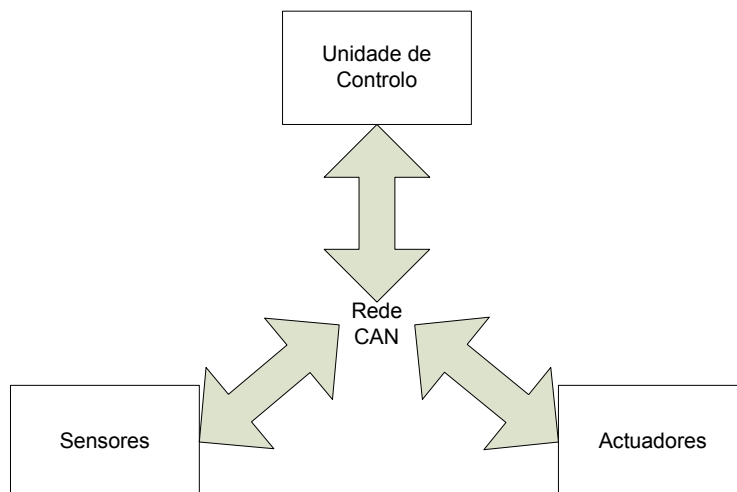 Unidade de
Controlo
Rede
CAN
Sensores
Actuadores